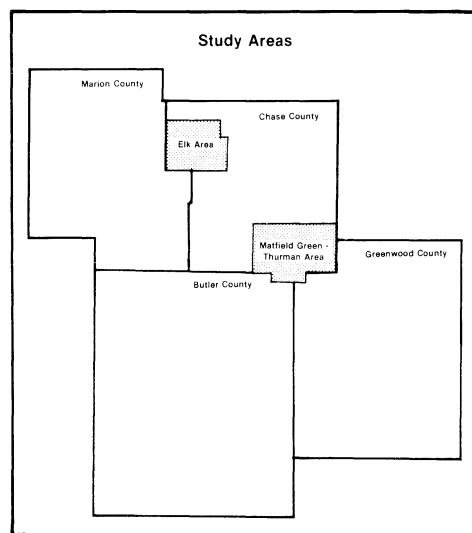 Study Areas
Marion County
Chase County
Elk Area
Matfield Green -
Thurman Area
Greenwood County
Butler County